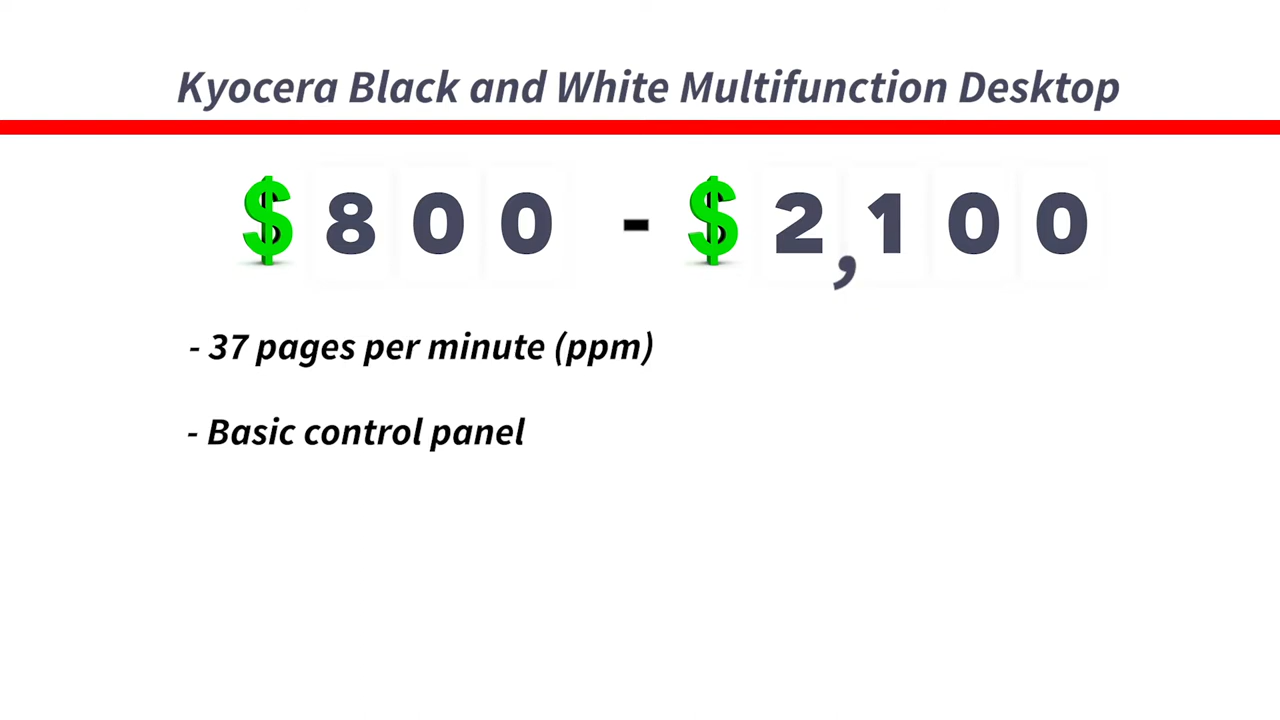 Kyocera Black and White Multifunction Desktop
$800 - $2,100
- 37 pages per minute (ppm)
- Basic control panel